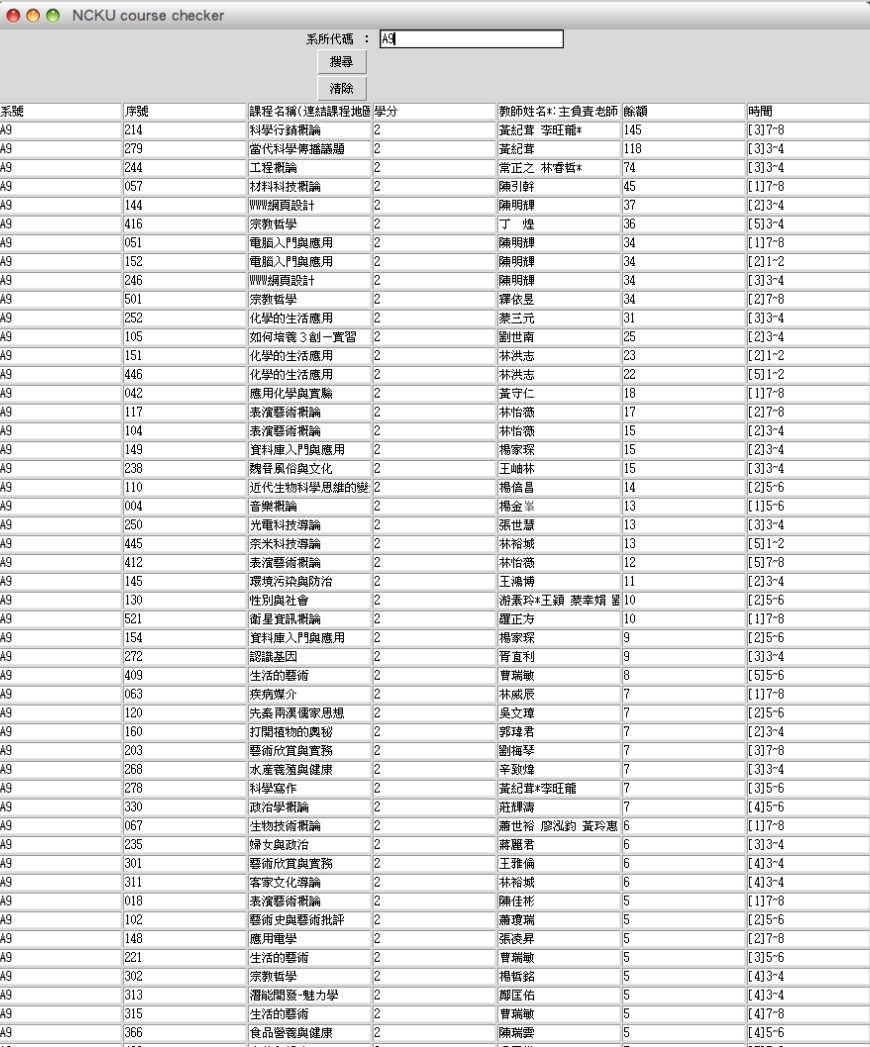 NCKU course checker
系所代碼 : A9
搜尋
清除
系號 序號 課程名稱(連結課程地圖 學分 教師姓名*:主負責老師 餘額 時間
A9 214 科學行銷概論 2 黃紀茸 李旺龍* 145 [3]7~8
A9 279 當代科學傳播議題 2 黃紀茸 118 [3]3~4
A9 244 工程概論 2 常正之 林睿哲* 74 [3]3~4
A9 057 材料科技概論 2 陳引幹 45 [1]7~8
A9 144 WWW網頁設計 2 陳明輝 37 [2]3~4
A9 416 宗教哲學 2 丁 煌 36 [5]3~4
A9 051 電腦入門與應用 2 陳明輝 34 [1]7~8
A9 152 電腦入門與應用 2 陳明輝 34 [2]1~2
A9 246 WWW網頁設計 2 陳明輝 34 [3]3~4
A9 501 宗教哲學 2 釋依昱 34 [2]7~8
A9 252 化學的生活應用 2 蔡三元 31 [3]3~4
A9 105 如何培養３創－實習 2 劉世南 25 [2]3~4
A9 151 化學的生活應用 2 林洪志 23 [2]1~2
A9 446 化學的生活應用 2 林洪志 22 [5]1~2
A9 042 應用化學與實驗 2 黃守仁 18 [1]7~8
A9 117 表演藝術概論 2 林怡薇 17 [2]7~8
A9 104 表演藝術概論 2 林怡薇 15 [2]3~4
A9 149 資料庫入門與應用 2 楊家琛 15 [2]3~4
A9 238 魏晉風俗與文化 2 王岫林 15 [3]3~4
A9 110 近代生物科學思維的變 2 楊倍昌 14 [2]5~6
A9 004 音樂概論 2 楊金峯 13 [1]5~6
A9 250 光電科技導論 2 張世慧 13 [3]3~4
A9 445 奈米科技導論 2 林裕城 13 [5]1~2
A9 412 表演藝術概論 2 林怡薇 12 [5]7~8
A9 145 環境污染與防治 2 王鴻博 11 [2]3~4
A9 130 性別與社會 2 游素玲*王穎 蔡幸娟 劉 10 [2]5~6
A9 521 衛星資訊概論 2 羅正方 10 [1]7~8
A9 154 資料庫入門與應用 2 楊家琛 9 [2]5~6
A9 272 認識基因 2 胥直利 9 [3]3~4
A9 409 生活的藝術 2 曹瑞敏 8 [5]5~6
A9 063 疾病媒介 2 林威辰 7 [1]7~8
A9 120 先秦兩漢儒家思想 2 吳文璋 7 [2]5~6
A9 160 打開植物的奧秘 2 郭瑋君 7 [2]3~4
A9 203 藝術欣賞與實務 2 劉梅琴 7 [3]7~8
A9 268 水產養殖與健康 2 辛致煒 7 [3]3~4
A9 278 科學寫作 2 黃紀茸*李旺龍 7 [3]5~6
A9 330 政治學概論 2 莊輝濤 7 [4]5~6
A9 067 生物技術概論 2 蕭世裕 廖泓鈞 黃玲惠 6 [1]7~8
A9 235 婦女與政治 2 蔣麗君 6 [3]3~4
A9 301 藝術欣賞與實務 2 王雅倫 6 [4]3~4
A9 311 客家文化導論 2 林裕城 6 [4]3~4
A9 018 表演藝術概論 2 陳佳彬 5 [1]7~8
A9 102 藝術史與藝術批評 2 蕭瓊瑞 5 [2]5~6
A9 148 應用電學 2 張凌昇 5 [2]7~8
A9 221 生活的藝術 2 曹瑞敏 5 [3]5~6
A9 302 宗教哲學 2 楊哲銘 5 [4]3~4
A9 313 潛能開發-魅力學 2 鄭匡佑 5 [4]3~4
A9 315 生活的藝術 2 曹瑞敏 5 [4]7~8
A9 366 食品營養與健康 2 陳瑞雲 5 [4]5~6